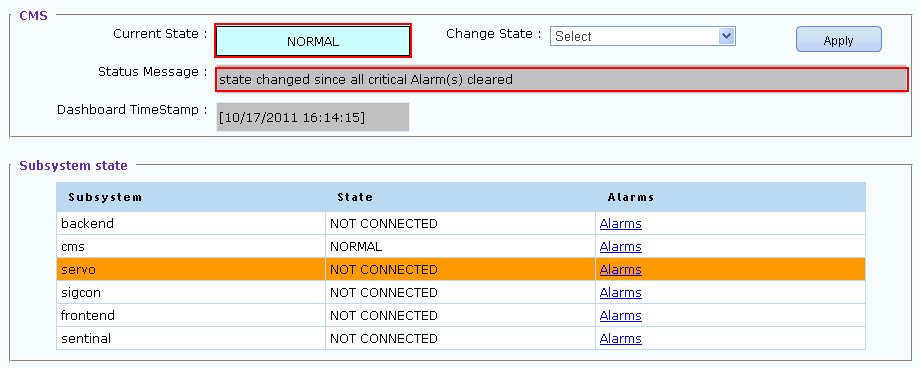 CMS
Current State : NORMAL Change State : Select Apply
Status Message : state changed since all critical Alarm(s) cleared
Dashboard TimeStamp : [10/17/2011 16:14:15]
Subsystem state
Subsystem State Alarms
backend NOT CONNECTED Alarms
cms NORMAL Alarms
servo NOT CONNECTED Alarms
sigcon NOT CONNECTED Alarms
frontend NOT CONNECTED Alarms
sentinal NOT CONNECTED Alarms